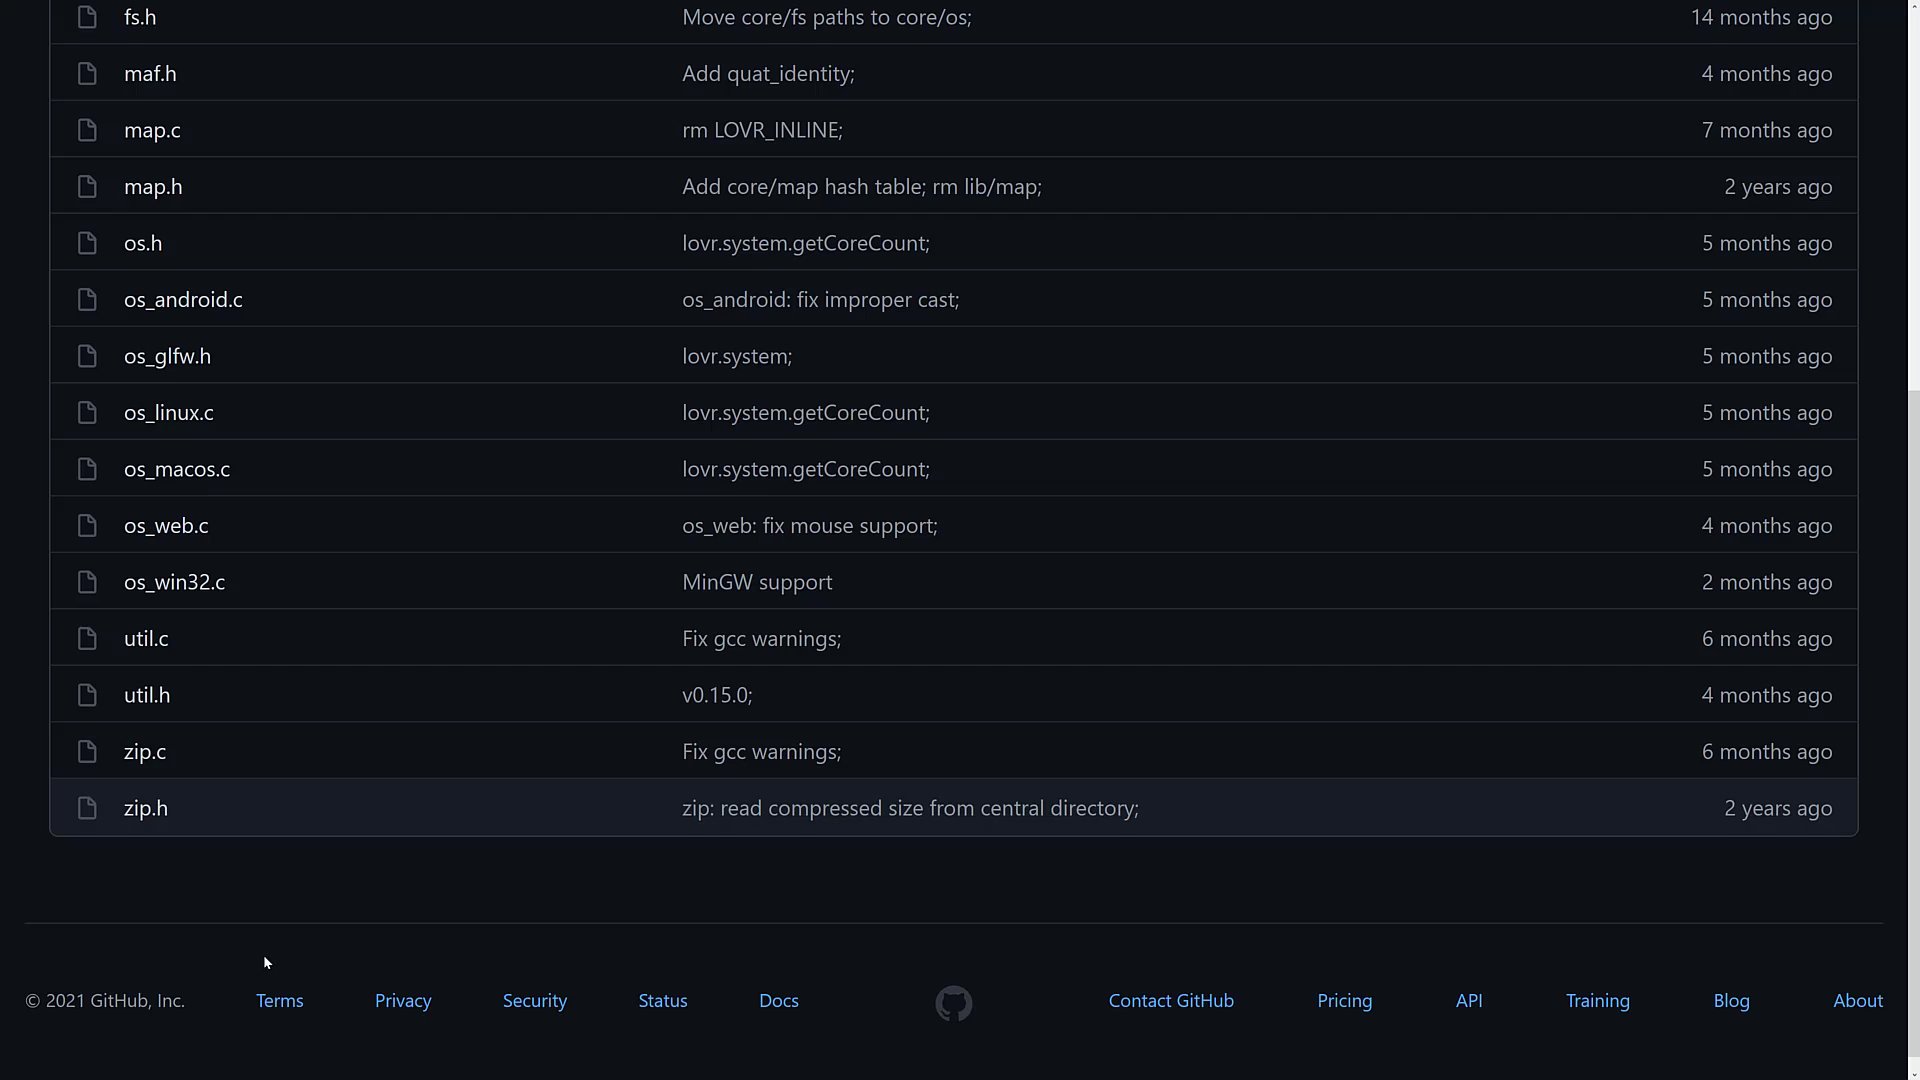 fs.h Move core/fs paths to core/os; 14 months ago
maf.h Add quat_identity; 4 months ago
map.c rm LOVR_INLINE; 7 months ago
map.h Add core/map hash table; rm lib/map; 2 years ago
os.h lovr.system.getCoreCount; 5 months ago
os_android.c os_android: fix improper cast; 5 months ago
os_glfw.h lovr.system; 5 months ago
os_linux.c lovr.system.getCoreCount; 5 months ago
os_macos.c lovr.system.getCoreCount; 5 months ago
os_web.c os_web: fix mouse support; 4 months ago
os_win32.c MinGW support 2 months ago
util.c Fix gcc warnings; 6 months ago
util.h v0.15.0; 4 months ago
zip.c Fix gcc warnings; 6 months ago
zip.h zip: read compressed size from central directory; 2 years ago
© 2021 GitHub, Inc. Terms Privacy Security Status Docs Contact GitHub Pricing API Training Blog About